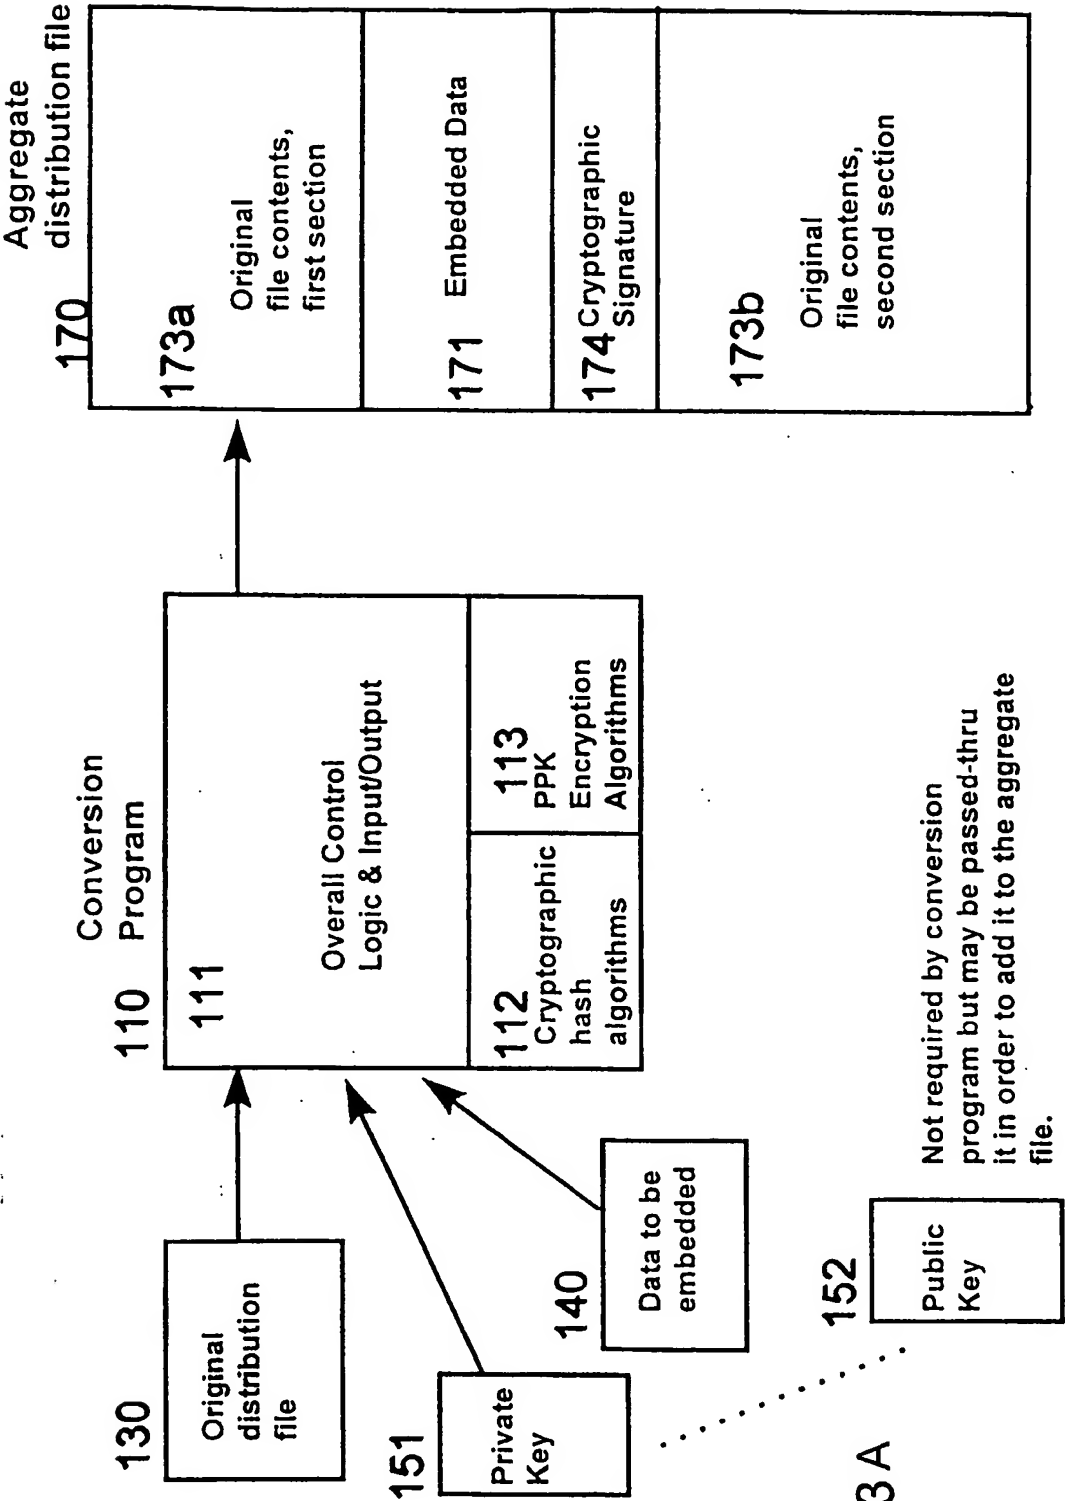 130
Original
distribution
file
151
Private
Key
140
Data to be
embedded
152
Public
Key
Not required by conversion
program but may be passed-thru
it in order to add it to the aggregate
file.
Conversion
110 Program
111
Overall Control
Logic & Input/Output
112
Cryptographic
hash
algorithms
113
PPK
Encryption
Algorithms
Aggregate
distribution file
170
173a
Original
file contents,
first section
171 Embedded Data
174 Cryptographic
Signature
173b
Original
file contents,
second section
3A